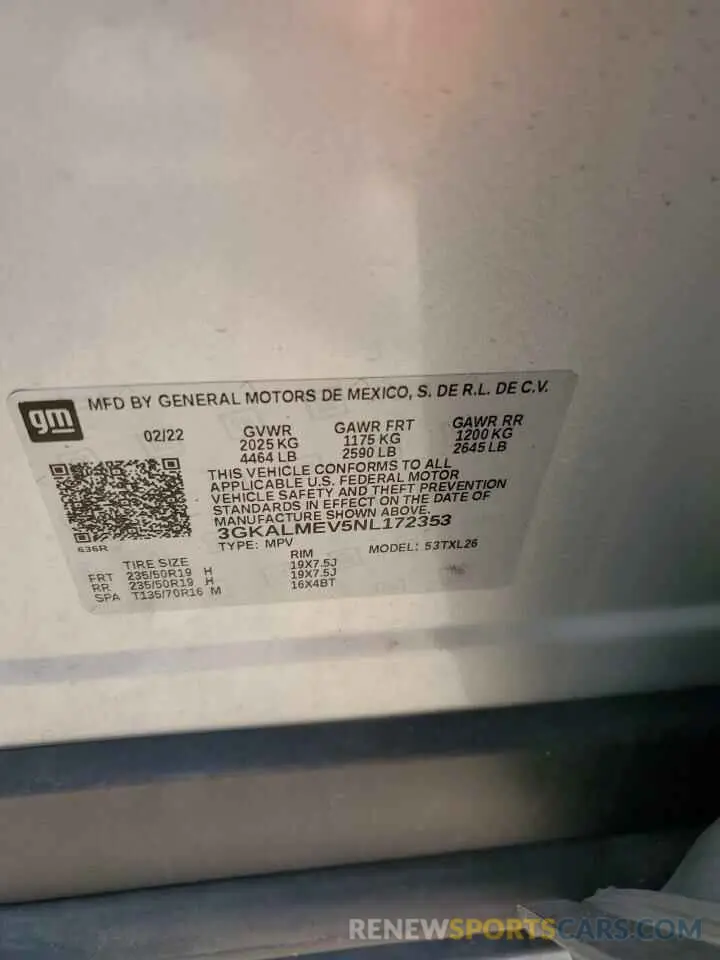 gm
MFD BY GENERAL MOTORS DE MEXICO, S. DE R.L. DE C.V.
02/22
GVWR
2025 KG
4464 LB
GAWR FRT
1175 KG
2590 LB
GAWR RR
1200 KG
2645 LB
THIS VEHICLE CONFORMS TO ALL
APPLICABLE U.S. FEDERAL MOTOR
VEHICLE SAFETY AND THEFT PREVENTION
STANDARDS IN EFFECT ON THE DATE OF
MANUFACTURE SHOWN ABOVE.
3GKALMEV5NL172353
TYPE: MPV
MODEL: 53TXL26
636R
TIRE SIZE RIM
FRT 235/50R19 H 19X7.5J
RR 235/50R19 H 19X7.5J
SPA T135/70R16 M 16X4BT
RENEWSPORTSCARS.COM